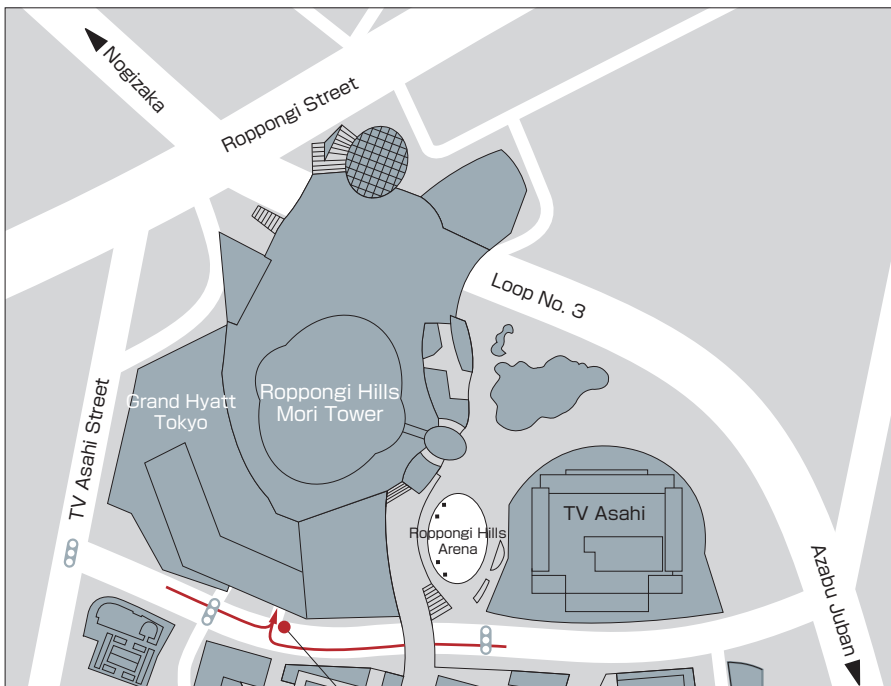 Nogizaka
Roppongi Street
Loop No. 3
Grand Hyatt
Tokyo
Roppongi Hills
Mori Tower
TV Asahi Street
TV Asahi
Roppongi Hills
Arena
Azabu Juban